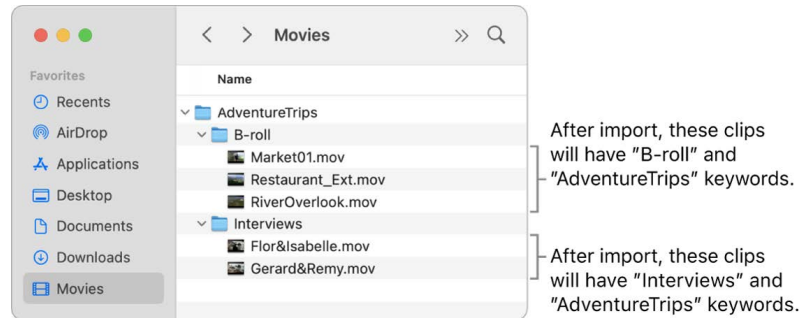 Movies
Favorites
Name
Recents
AdventureTrips
AirDrop
B-roll
Applications
Market01.mov
Restaurant_Ext.mov
Desktop
RiverOverlook.mov
Documents
Interviews
Downloads
Flor&Isabelle.mov
Movies
Gerard&Remy.mov
After import, these clips
will have "B-roll" and
"AdventureTrips" keywords.
After import, these clips
will have "Interviews" and
"AdventureTrips" keywords.